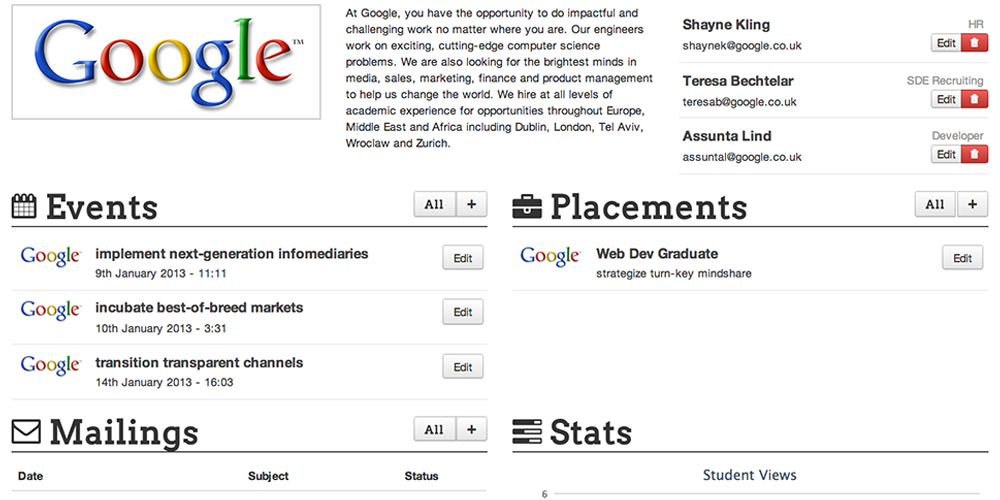 Google™
At Google, you have the opportunity to do impactful and
challenging work no matter where you are. Our engineers
work on exciting, cutting-edge computer science
problems. We are also looking for the brightest minds in
media, sales, marketing, finance and product management
to help us change the world. We hire at all levels of
academic experience for opportunities throughout Europe,
Middle East and Africa including Dublin, London, Tel Aviv,
Wroclaw and Zurich.
Shayne Kling HR
shaynek@google.co.uk Edit
Teresa Bechtelar SDE Recruiting
teresab@google.co.uk Edit
Assunta Lind Developer
assuntal@google.co.uk Edit
Events All +
Google implement next-generation infomediaries Edit
9th January 2013 - 11:11
Google incubate best-of-breed markets Edit
10th January 2013 - 3:31
Google transition transparent channels Edit
14th January 2013 - 16:03
Placements All +
Google Web Dev Graduate Edit
strategize turn-key mindshare
Mailings All +
Date Subject Status
Stats
Student Views
6